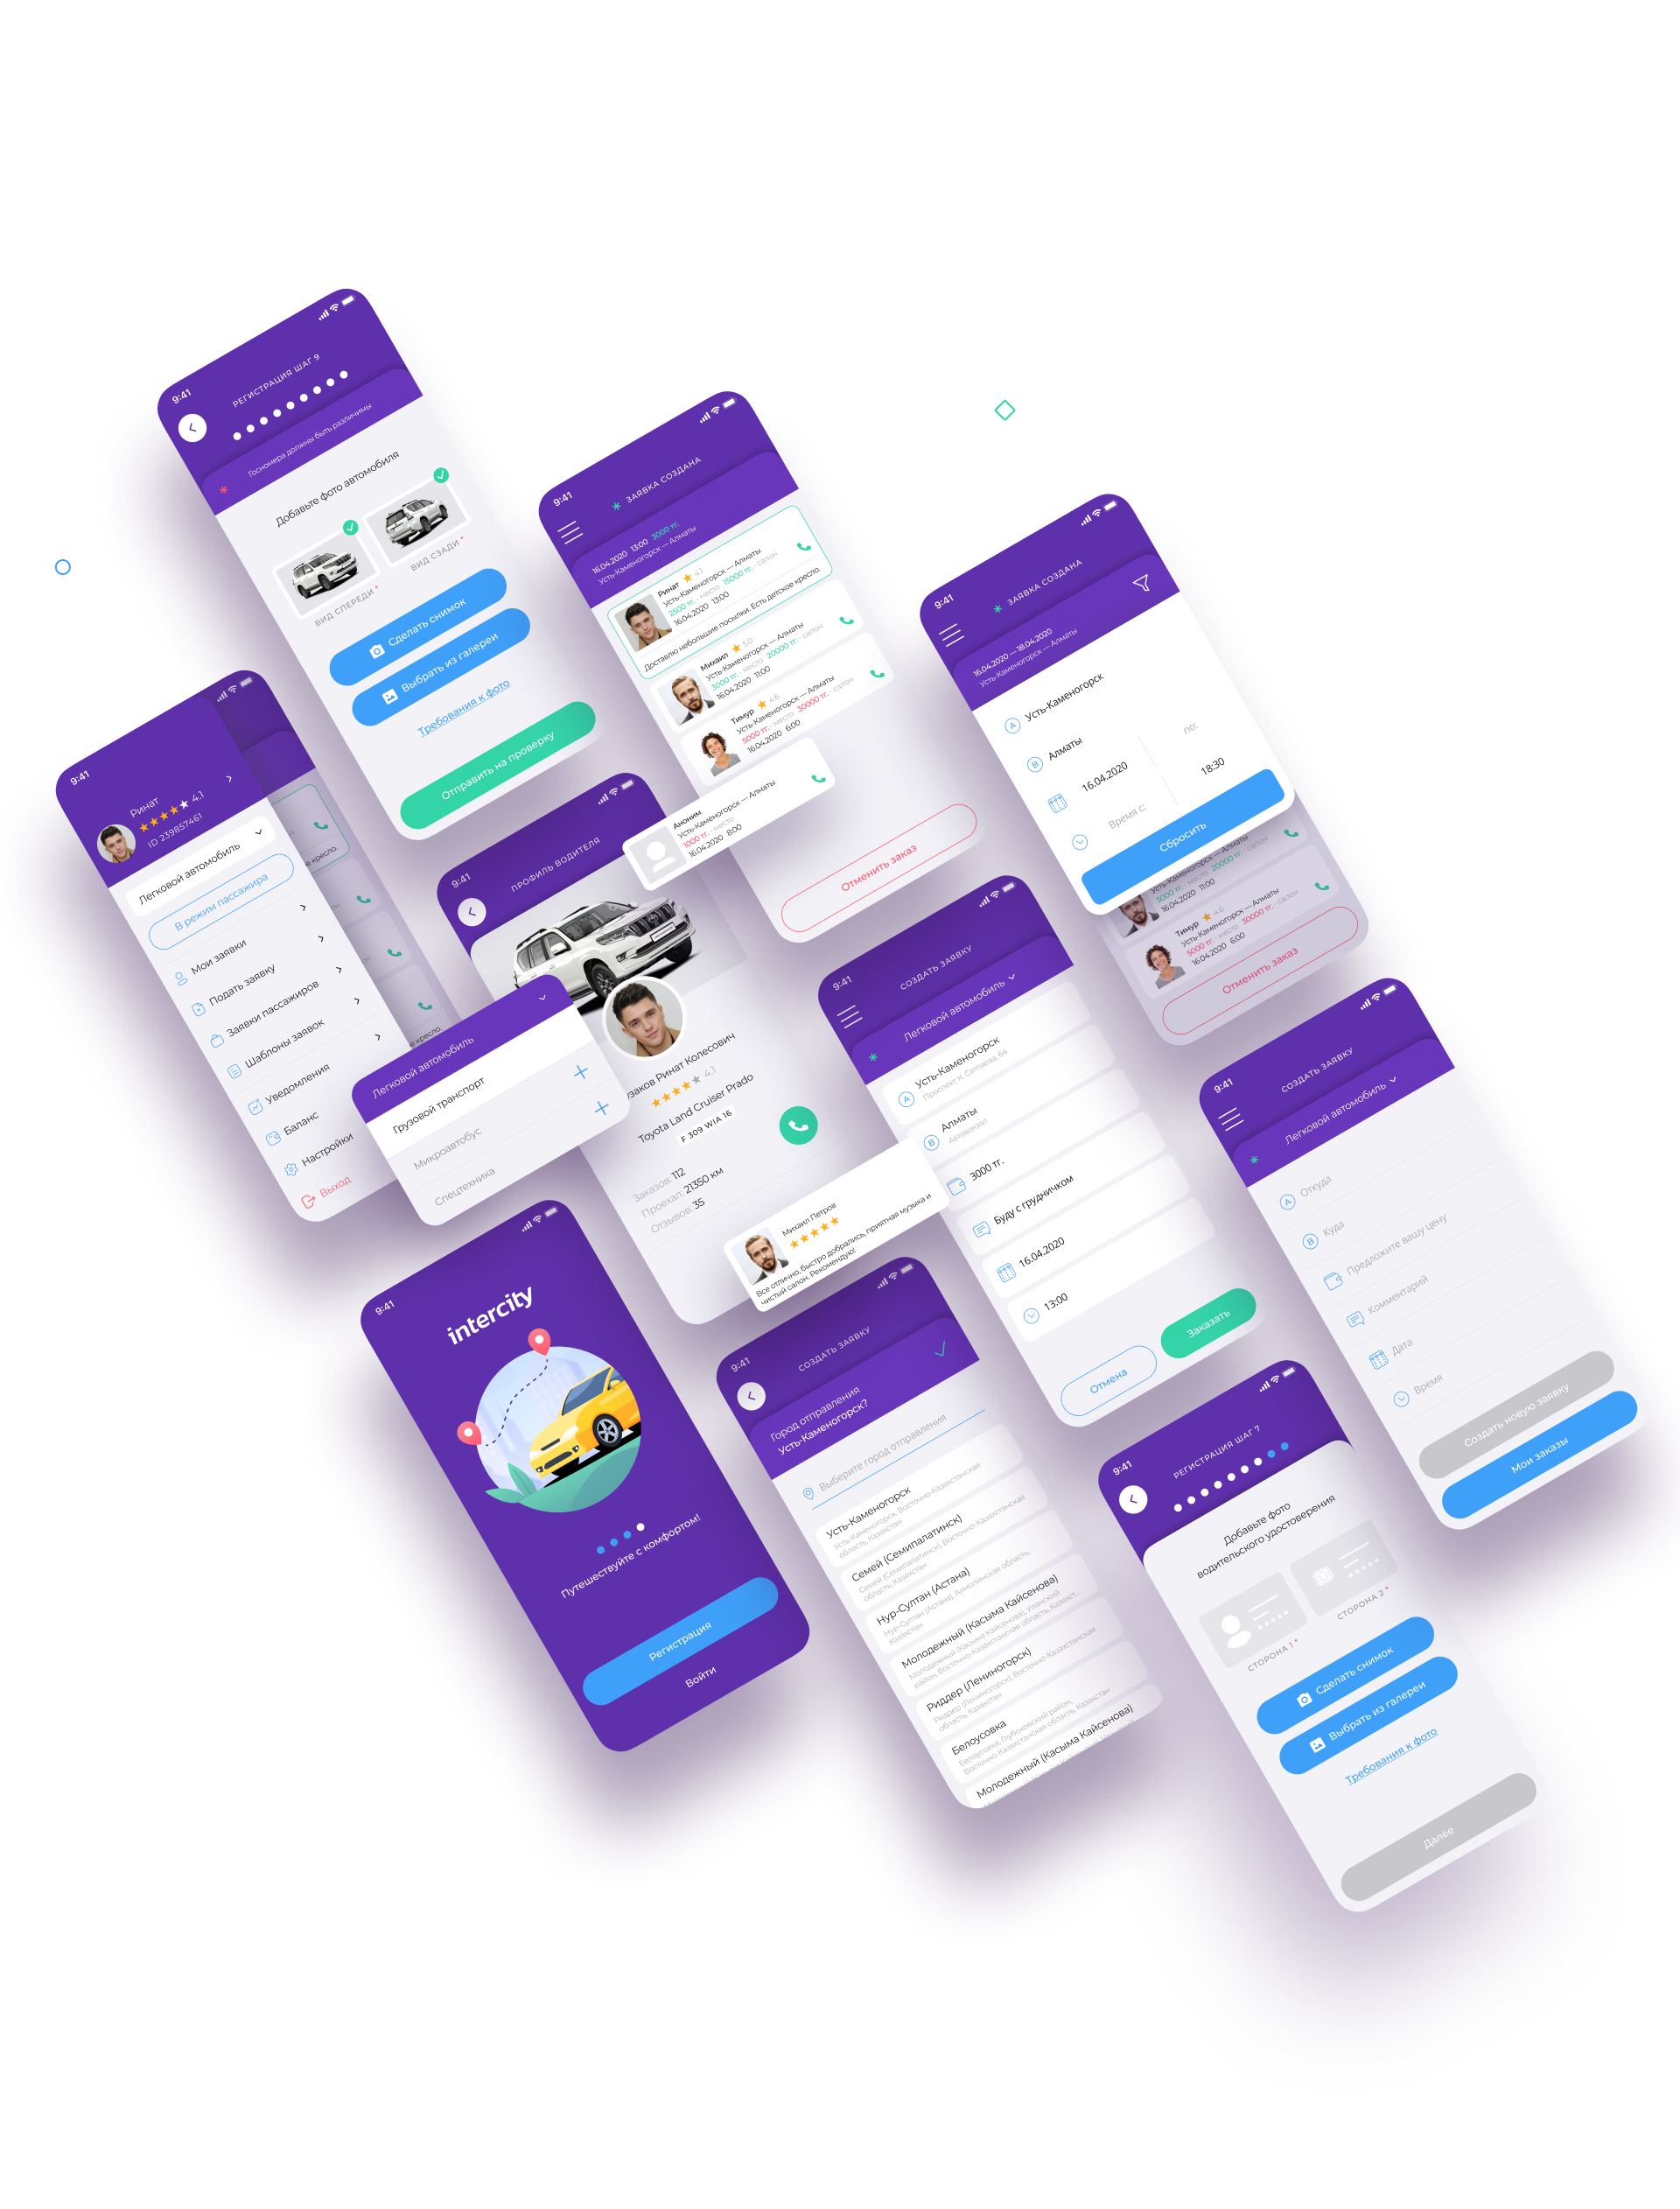 9:41
РЕГИСТРАЦИЯ ШАГ 9
* Госномера должны быть различимы
Добавьте фото автомобиля
ВИД СПЕРЕДИ *
ВИД СЗАДИ *
Сделать снимок
Выбрать из галереи
Требования к фото
Отправить на проверку
9:41
* ЗАЯВКА СОЗДАНА
16.04.2020 13:00 3000 тг.
Усть-Каменогорск — Алматы
Ринат 4.1
Усть-Каменогорск — Алматы
2500 тг. - место 15000 тг. - салон
16.04.2020 13:00
Доставлю небольшие посылки. Есть детское кресло.
Михаил 5.0
Усть-Каменогорск — Алматы
3000 тг. - место 20000 тг. - салон
16.04.2020 11:00
Тимур 4.6
Усть-Каменогорск — Алматы
5000 тг. - место 30000 тг. - салон
16.04.2020 6:00
Аноним
Усть-Каменогорск — Алматы
1000 тг. - место
16.04.2020 8:00
Отменить заказ
9:41
* ЗАЯВКА СОЗДАНА
16.04.2020 — 18.04.2020
Усть-Каменогорск — Алматы
A Усть-Каменогорск
B Алматы
16.04.2020
по:
Время с:
18:30
Сбросить
Усть-Каменогорск — Алматы
3000 тг. - место 20000 тг. - салон
16.04.2020 11:00
Тимур 4.6
Усть-Каменогорск — Алматы
5000 тг. - место 30000 тг. - салон
16.04.2020 6:00
Отменить заказ
9:41
Ринат
4.1
ID 239857461
Легковой автомобиль
В режим пассажира
Мои заявки
Подать заявку
Заявки пассажиров
Шаблоны заявок
Уведомления
Баланс
Настройки
Выход
кресло.
кресло.
Легковой автомобиль
Грузовой транспорт
Микроавтобус
Спецтехника
9:41
ПРОФИЛЬ ВОДИТЕЛЯ
Ринат Колесович
4.1
Toyota Land Cruiser Prado
F 309 WIA 16
Заказов: 112
Проехал: 21350 км
Отзывов: 35
Михаил Петров
Все отлично, быстро добрались, приятная музыка и
чистый салон. Рекомендую!
9:41
СОЗДАТЬ ЗАЯВКУ
* Легковой автомобиль
A Усть-Каменогорск
Проспект К. Сатпаева, 64
B Алматы
Автовокзал
3000 тг.
Буду с грудничком
16.04.2020
13:00
Отмена
Заказать
9:41
СОЗДАТЬ ЗАЯВКУ
* Легковой автомобиль
A Откуда
B Куда
Предложите вашу цену
Комментарий
Дата
Время
Создать новую заявку
Мои заказы
9:41
intercity
Путешествуйте с комфортом!
Регистрация
Войти
9:41
СОЗДАТЬ ЗАЯВКУ
Город отправления
Усть-Каменогорск?
Выберите город отправления
Усть-Каменогорск
Усть-Каменогорск, Восточно-Казахстанская
область, Казахстан
Семей (Семипалатинск)
Семей (Семипалатинск), Восточно-Казахстанская
область, Казахстан
Нур-Султан (Астана)
Нур-Султан (Астана), Акмолинская область,
Казахстан
Молодежный (Касыма Кайсенова)
Молодежный (Касыма Кайсенова), Уланский
район, Восточно-Казахстанская область, Казахст...
Риддер (Лениногорск)
Риддер (Лениногорск), Восточно-Казахстанская
область, Казахстан
Белоусовка
Белоусовка, Глубоковский район,
Восточно-Казахстанская область, Казахстан
Молодежный (Касыма Кайсенова)
9:41
РЕГИСТРАЦИЯ ШАГ 7
Добавьте фото
водительского удостоверения
СТОРОНА 1 *
СТОРОНА 2 *
Сделать снимок
Выбрать из галереи
Требования к фото
Далее